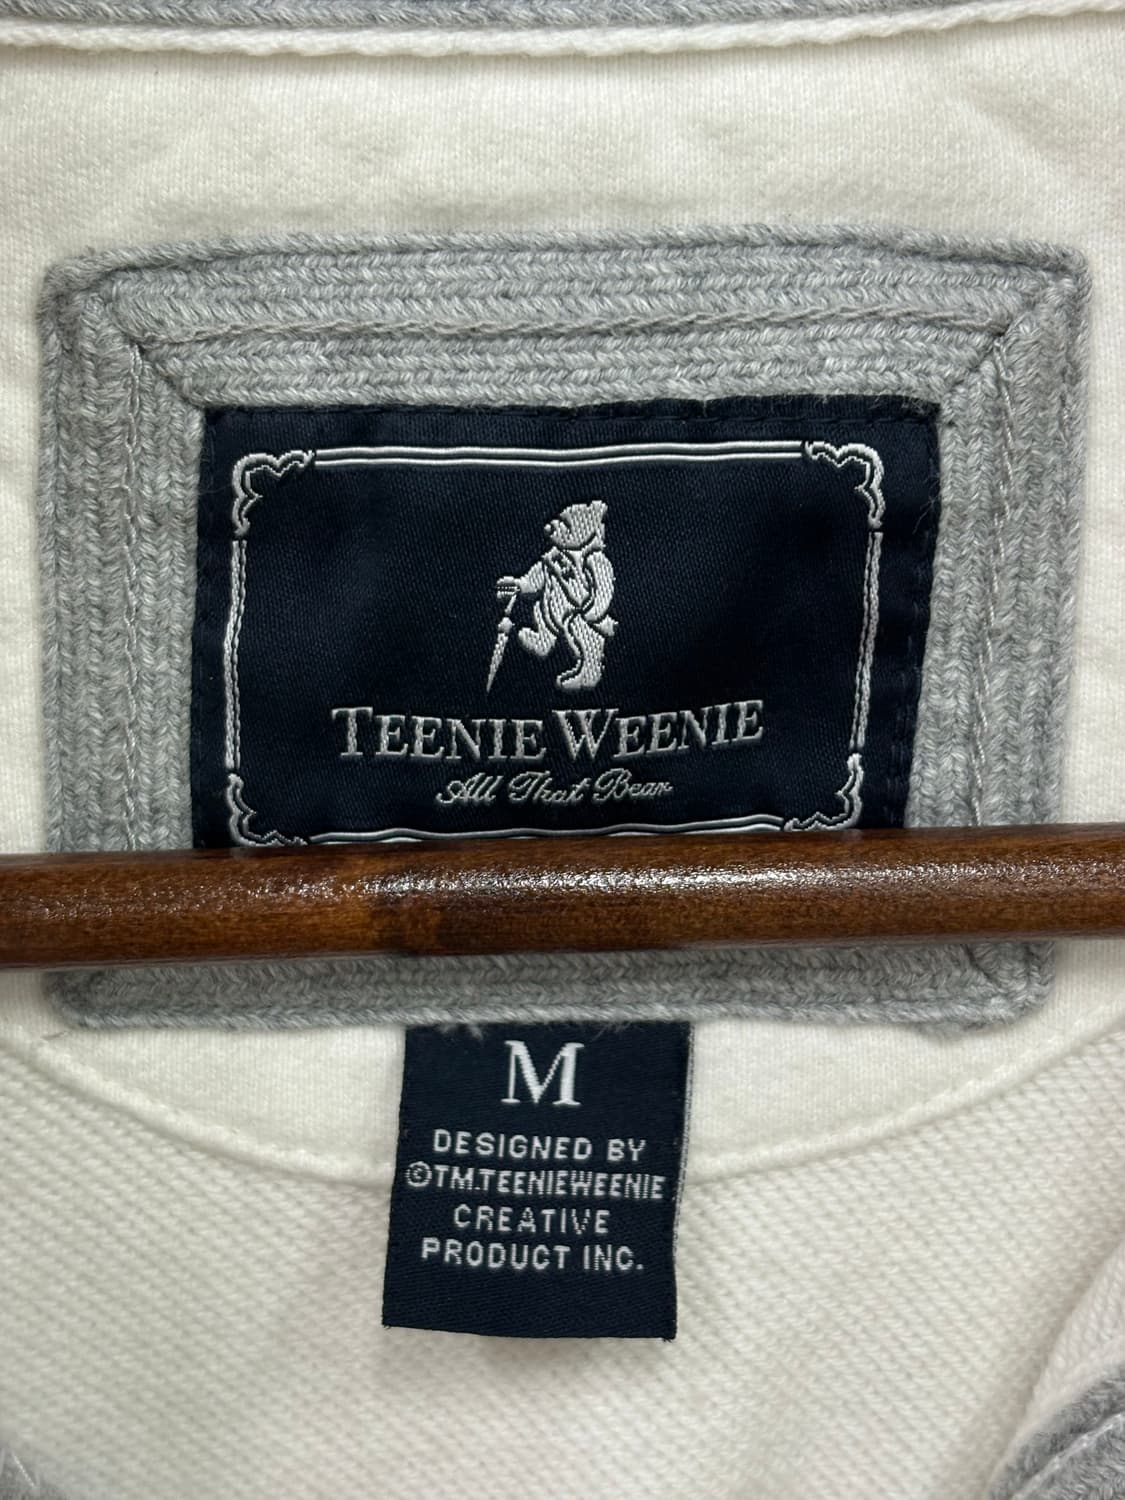 TEENIE WEENIE
All That Bear
M
DESIGNED BY
©TM.TEENIEWEENIE
CREATIVE
PRODUCT INC.